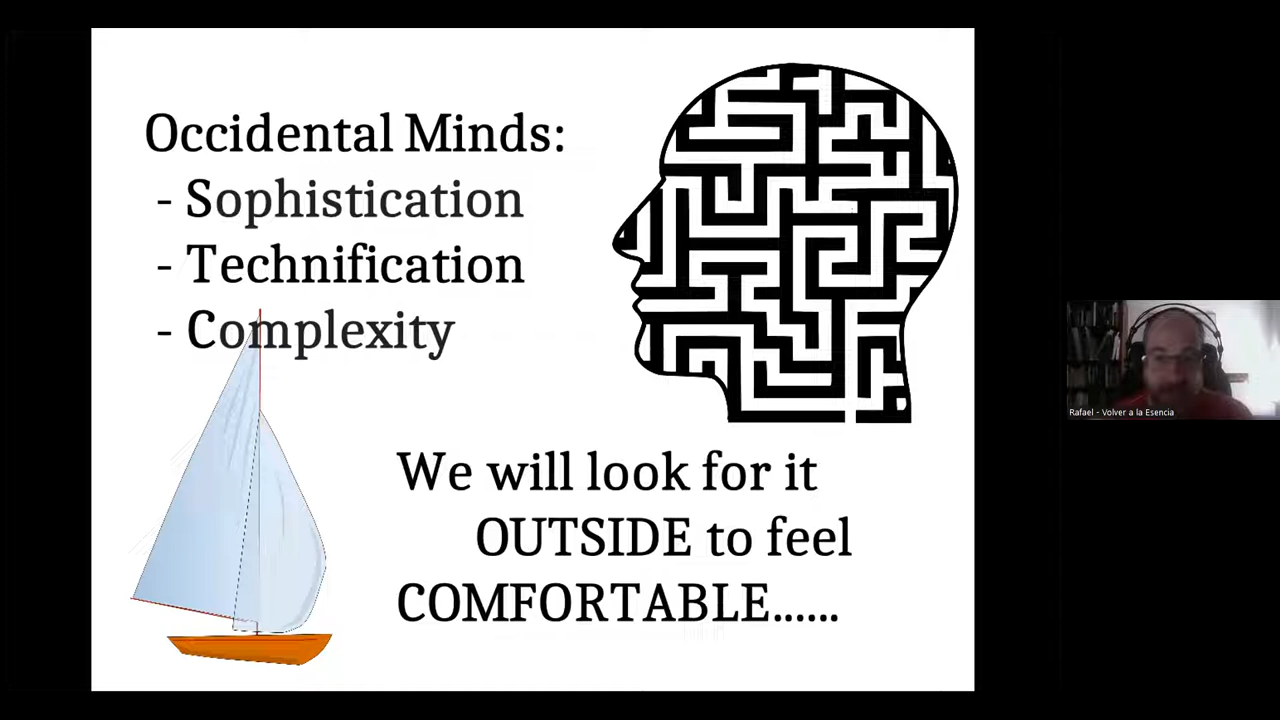 Occidental Minds:
- Sophistication
- Technification
- Complexity
We will look for it
OUTSIDE to feel
COMFORTABLE......
Rafael - Volver a la Esencia